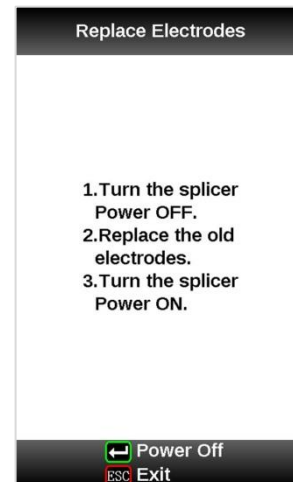 Replace Electrodes
1.Turn the splicer
Power OFF.
2.Replace the old
electrodes.
3.Turn the splicer
Power ON.
Power Off
ESC Exit